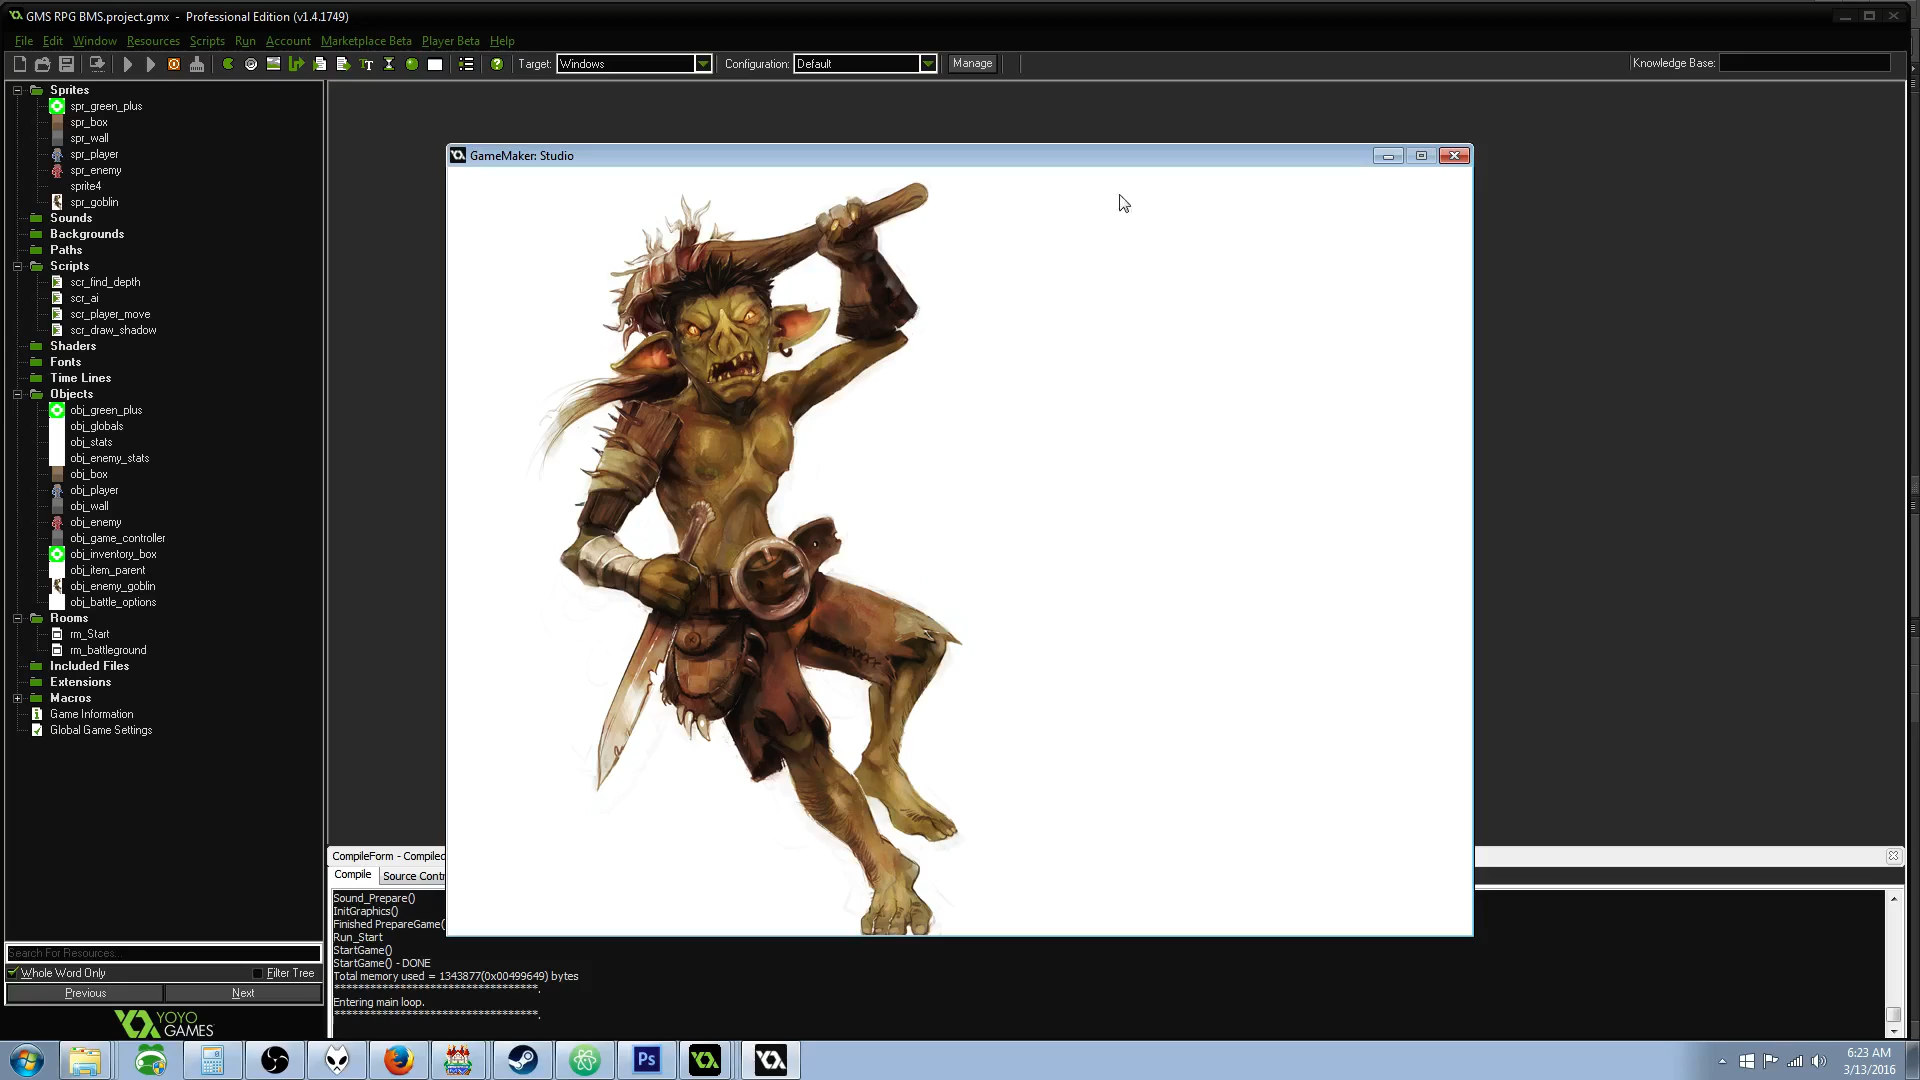 GMS RPG BMS.project.gmx - Professional Edition (v1.4.1749)
File Edit Window Resources Scripts Run Account Marketplace Beta Player Beta Help
Target: Windows Configuration: Default Manage Knowledge Base:
Sprites
spr_green_plus
spr_box
spr_wall
spr_player
spr_enemy
sprite4
spr_goblin
Sounds
Backgrounds
Paths
Scripts
scr_find_depth
scr_ai
scr_player_move
scr_draw_shadow
Shaders
Fonts
Time Lines
Objects
obj_green_plus
obj_globals
obj_stats
obj_enemy_stats
obj_box
obj_player
obj_wall
obj_enemy
obj_game_controller
obj_inventory_box
obj_item_parent
obj_enemy_goblin
obj_battle_options
Rooms
rm_Start
rm_battleground
Included Files
Extensions
Macros
Game Information
Global Game Settings
Search For Resources...
Whole Word Only Filter Tree
Previous Next
YOYO
GAMES
GameMaker: Studio
CompileForm - Compiled
Compile Source Contr
Sound_Prepare()
InitGraphics()
Finished PrepareGame(
Run_Start
StartGame()
StartGame() - DONE
Total memory used = 1343877(0x00499649) bytes
**********************************.
Entering main loop.
**********************************.
Ps
6:23 AM
3/13/2016